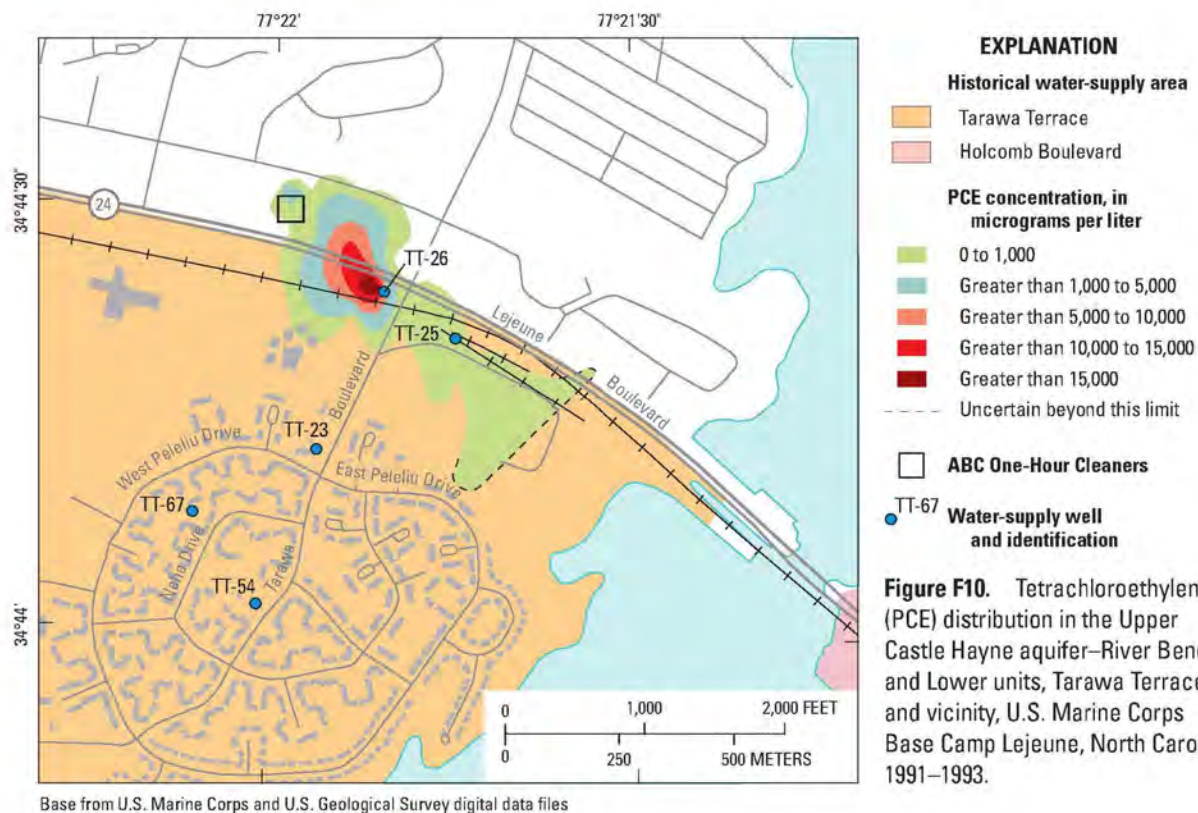 77°22'
77°21'30"
34°44'30"
34°44'
24
TT-26
TT-25
Lejeune
Boulevard
Boulevard
TT-23
West Peleliu Drive
East Peleliu Drive
TT-67
Naha Drive
Tarawa
TT-54
0 1,000 2,000 FEET
0 250 500 METERS
Base from U.S. Marine Corps and U.S. Geological Survey digital data files
EXPLANATION
Historical water-supply area
Tarawa Terrace
Holcomb Boulevard
PCE concentration, in
micrograms per liter
0 to 1,000
Greater than 1,000 to 5,000
Greater than 5,000 to 10,000
Greater than 10,000 to 15,000
Greater than 15,000
Uncertain beyond this limit
ABC One-Hour Cleaners
TT-67 Water-supply well
and identification
Figure F10. Tetrachloroethylen
(PCE) distribution in the Upper
Castle Hayne aquifer–River Ben
and Lower units, Tarawa Terrace
and vicinity, U.S. Marine Corps
Base Camp Lejeune, North Caro
1991–1993.